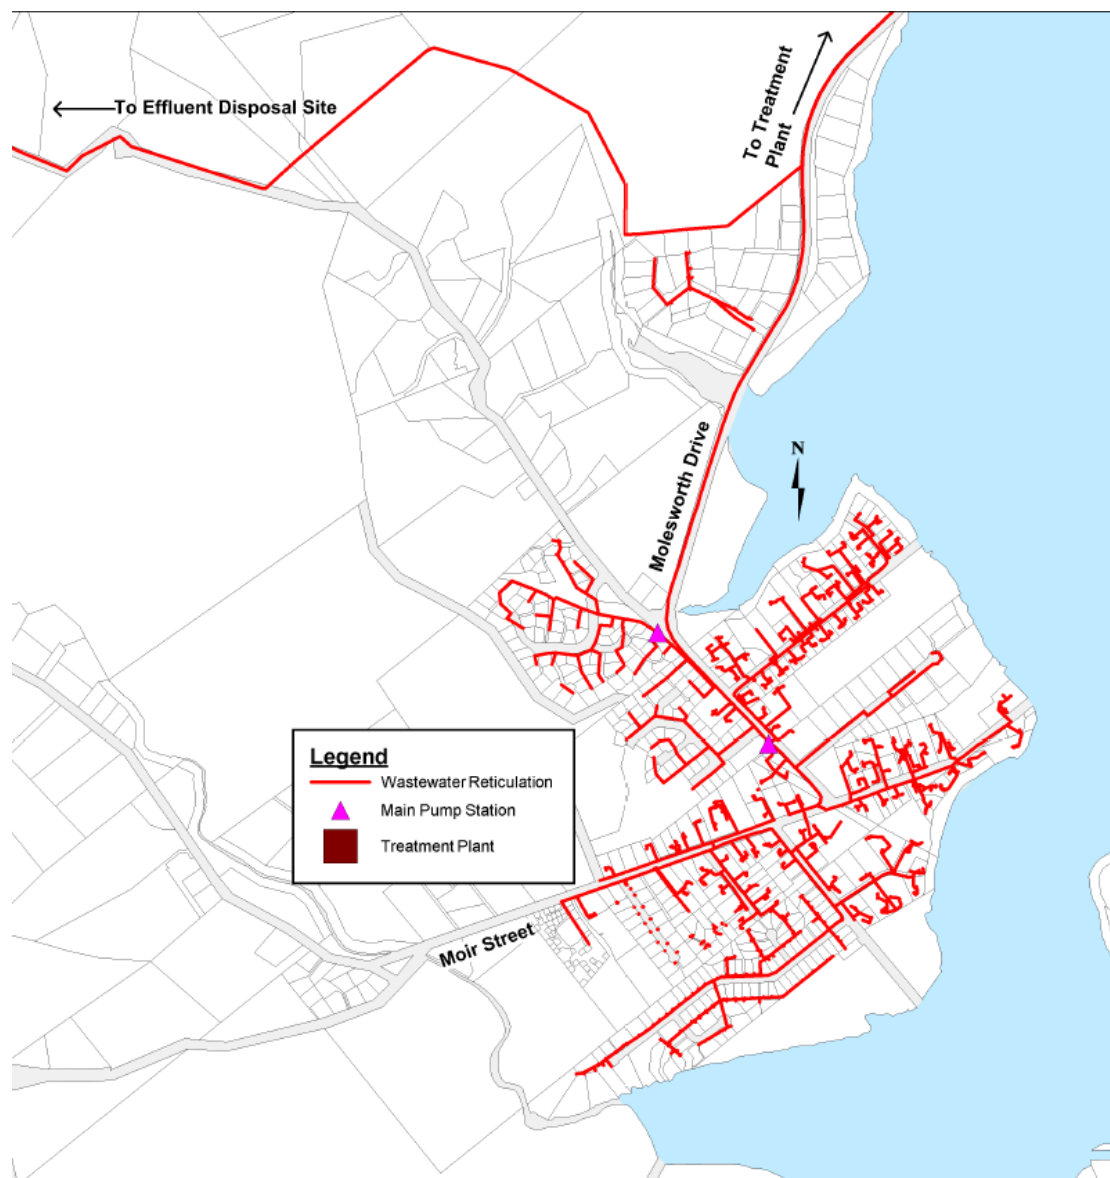 To Effluent Disposal Site
To Treatment
Plant
Molesworth Drive
N
Legend
Wastewater Reticulation
Main Pump Station
Treatment Plant
Moir Street